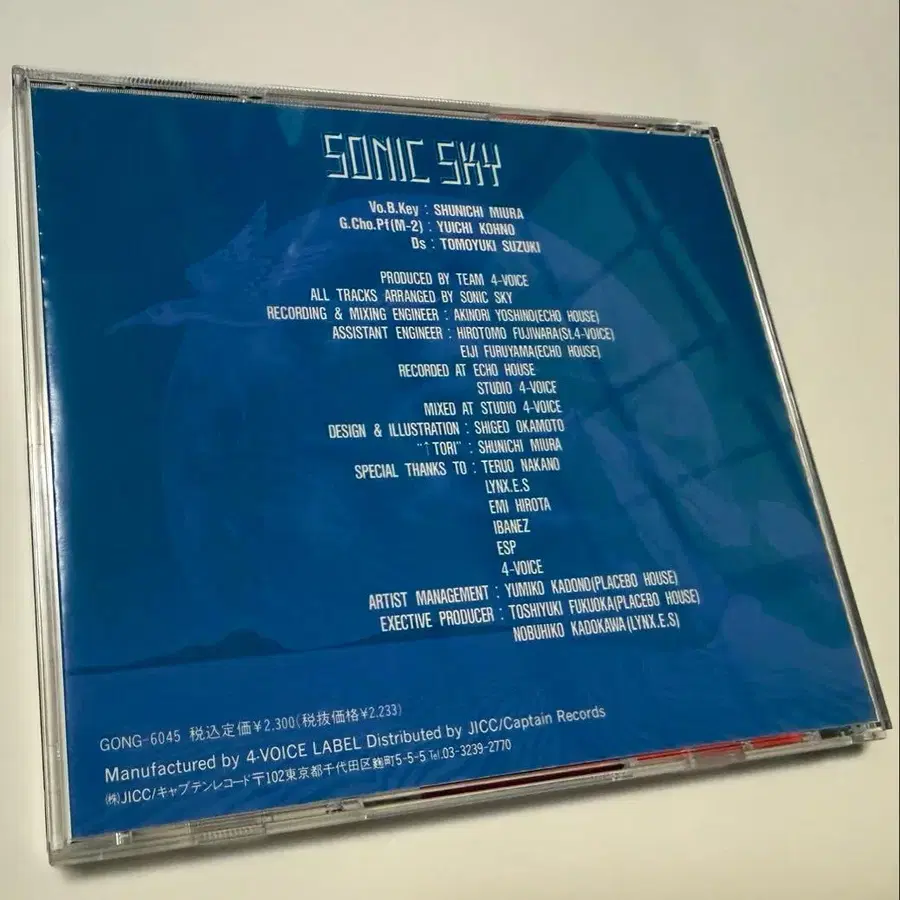 SONIC SKY
Vo.B.Key : SHUNICHI MIURA
G.Cho.Pf(M-2) : YUICHI KOHNO
Ds : TOMOYUKI SUZUKI
PRODUCED BY TEAM 4-VOICE
ALL TRACKS ARRANGED BY SONIC SKY
RECORDING & MIXING ENGINEER : AKINORI YOSHINO(ECHO HOUSE)
ASSISTANT ENGINEER : HIROTOMO FUJIWARA(St.4-VOICE)
EIJI FURUYAMA(ECHO HOUSE)
RECORDED AT ECHO HOUSE
STUDIO 4-VOICE
MIXED AT STUDIO 4-VOICE
DESIGN & ILLUSTRATION : SHIGEO OKAMOTO
"↑TORI" : SHUNICHI MIURA
SPECIAL THANKS TO : TERUO NAKANO
LYNX.E.S
EMI HIROTA
IBANEZ
ESP
4-VOICE
ARTIST MANAGEMENT : YUMIKO KADONO(PLACEBO HOUSE)
EXECTIVE PRODUCER : TOSHIYUKI FUKUOKA(PLACEBO HOUSE)
NOBUHIKO KADOKAWA(LYNX.E.S)
GONG-6045 税込定価¥2.300(税抜価格¥2.233)
Manufactured by 4-VOICE LABEL Distributed by JICC/Captain Records
㈱JICC/キャプテンレコード〒102東京都千代田区麹町5-5-5 Tel.03-3239-2770